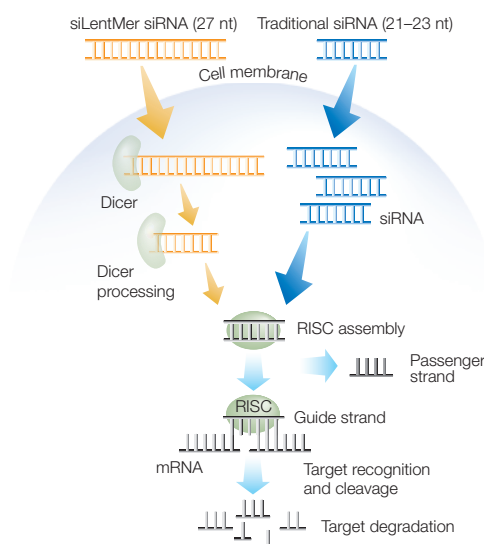 siLentMer siRNA (27 nt)
Traditional siRNA (21–23 nt)
Cell membrane
Dicer
siRNA
Dicer
processing
RISC assembly
Passenger
strand
RISC
Guide strand
mRNA
Target recognition
and cleavage
Target degradation